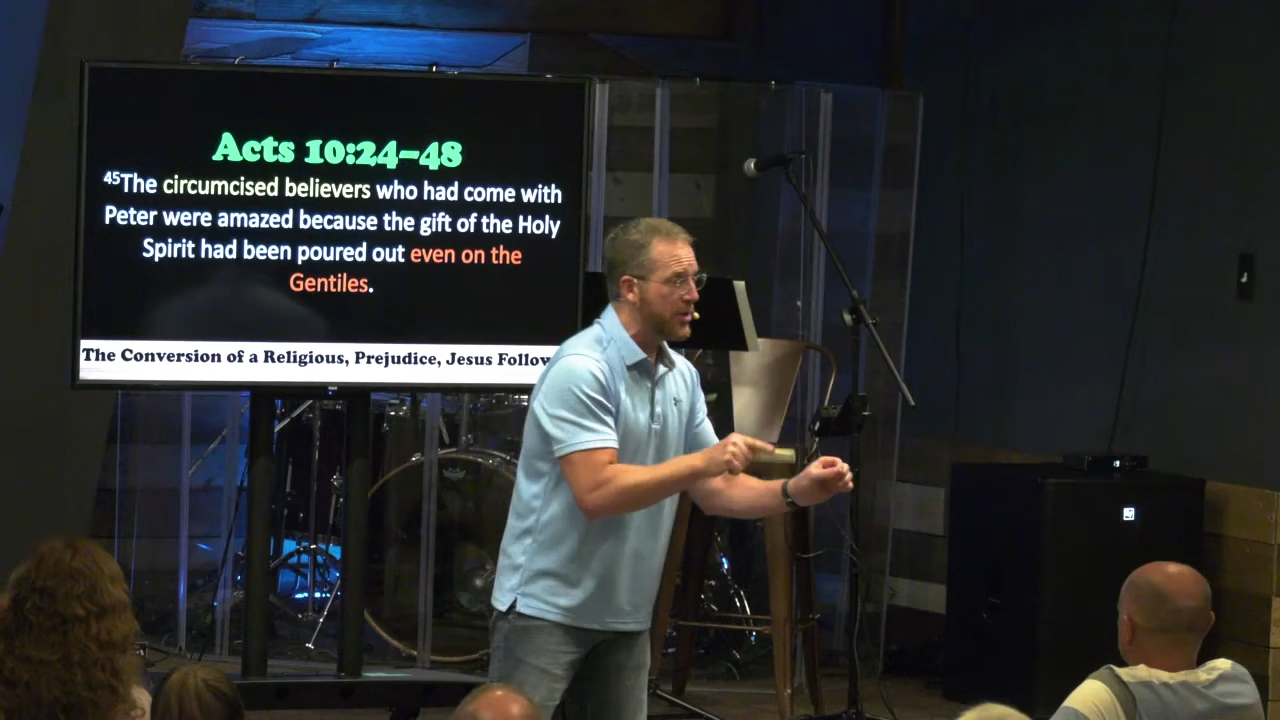 Acts 10:24–48
⁴⁵The circumcised believers who had come with
Peter were amazed because the gift of the Holy
Spirit had been poured out even on the
Gentiles.
The Conversion of a Religious, Prejudice, Jesus